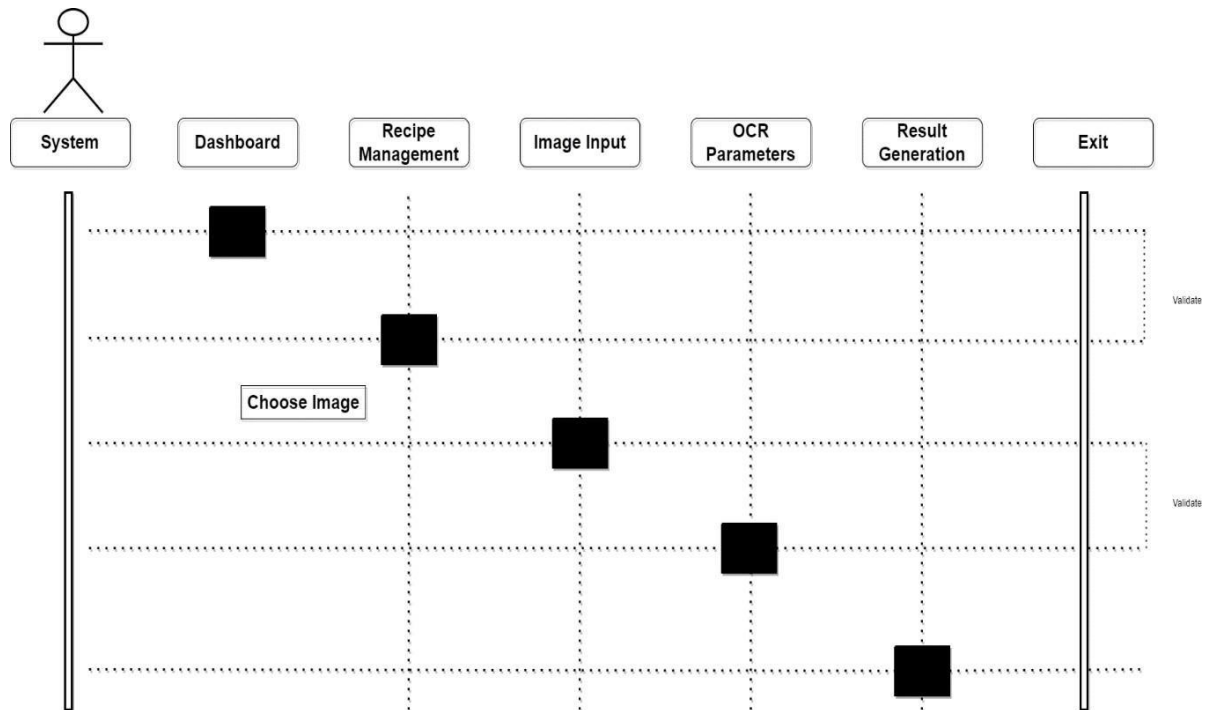 System
Dashboard
Recipe
Management
Image Input
OCR
Parameters
Result
Generation
Exit
Validate
Choose Image
Validate